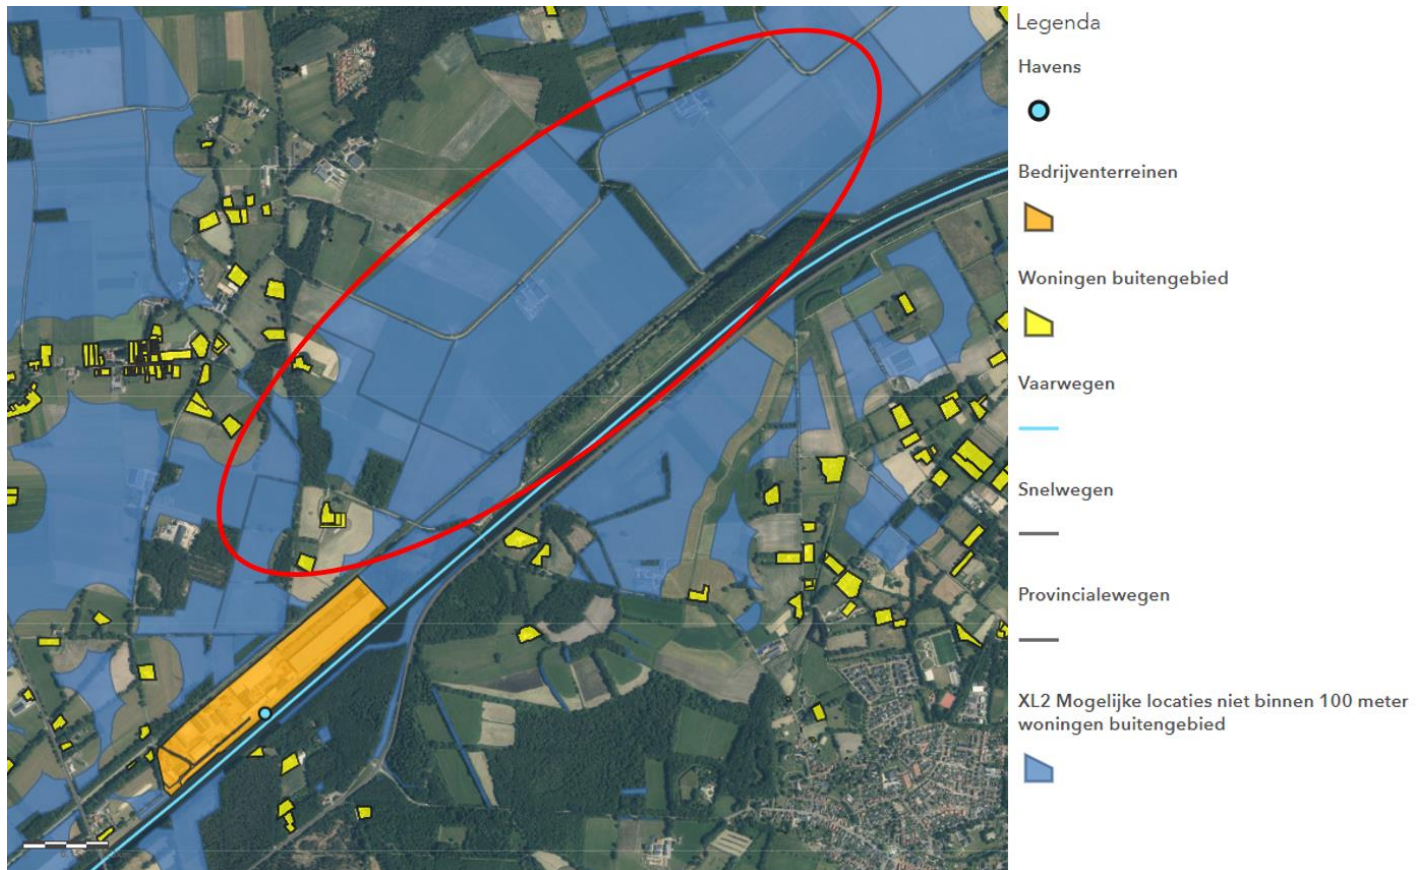 Legenda
Havens
Bedrijventerreinen
Woningen buitengebied
Vaarwegen
Snelwegen
Provincialewegen
XL2 Mogelijke locaties niet binnen 100 meter
woningen buitengebied